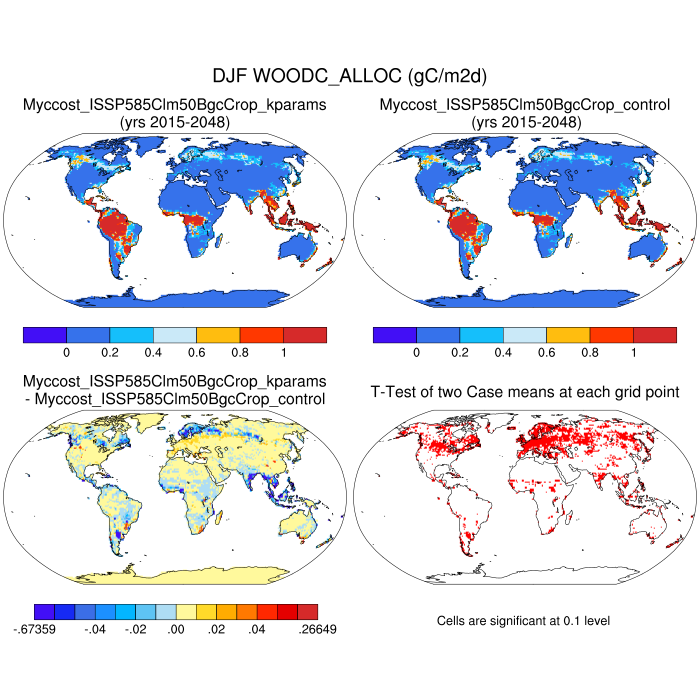 DJF WOODC_ALLOC (gC/m2d)
Myccost_ISSP585Clm50BgcCrop_kparams
(yrs 2015-2048)
Myccost_ISSP585Clm50BgcCrop_control
(yrs 2015-2048)
0 0.2 0.4 0.6 0.8 1
0 0.2 0.4 0.6 0.8 1
Myccost_ISSP585Clm50BgcCrop_kparams
- Myccost_ISSP585Clm50BgcCrop_control
T-Test of two Case means at each grid point
-.67359 -.04 -.02 .00 .02 .04 .26649
Cells are significant at 0.1 level